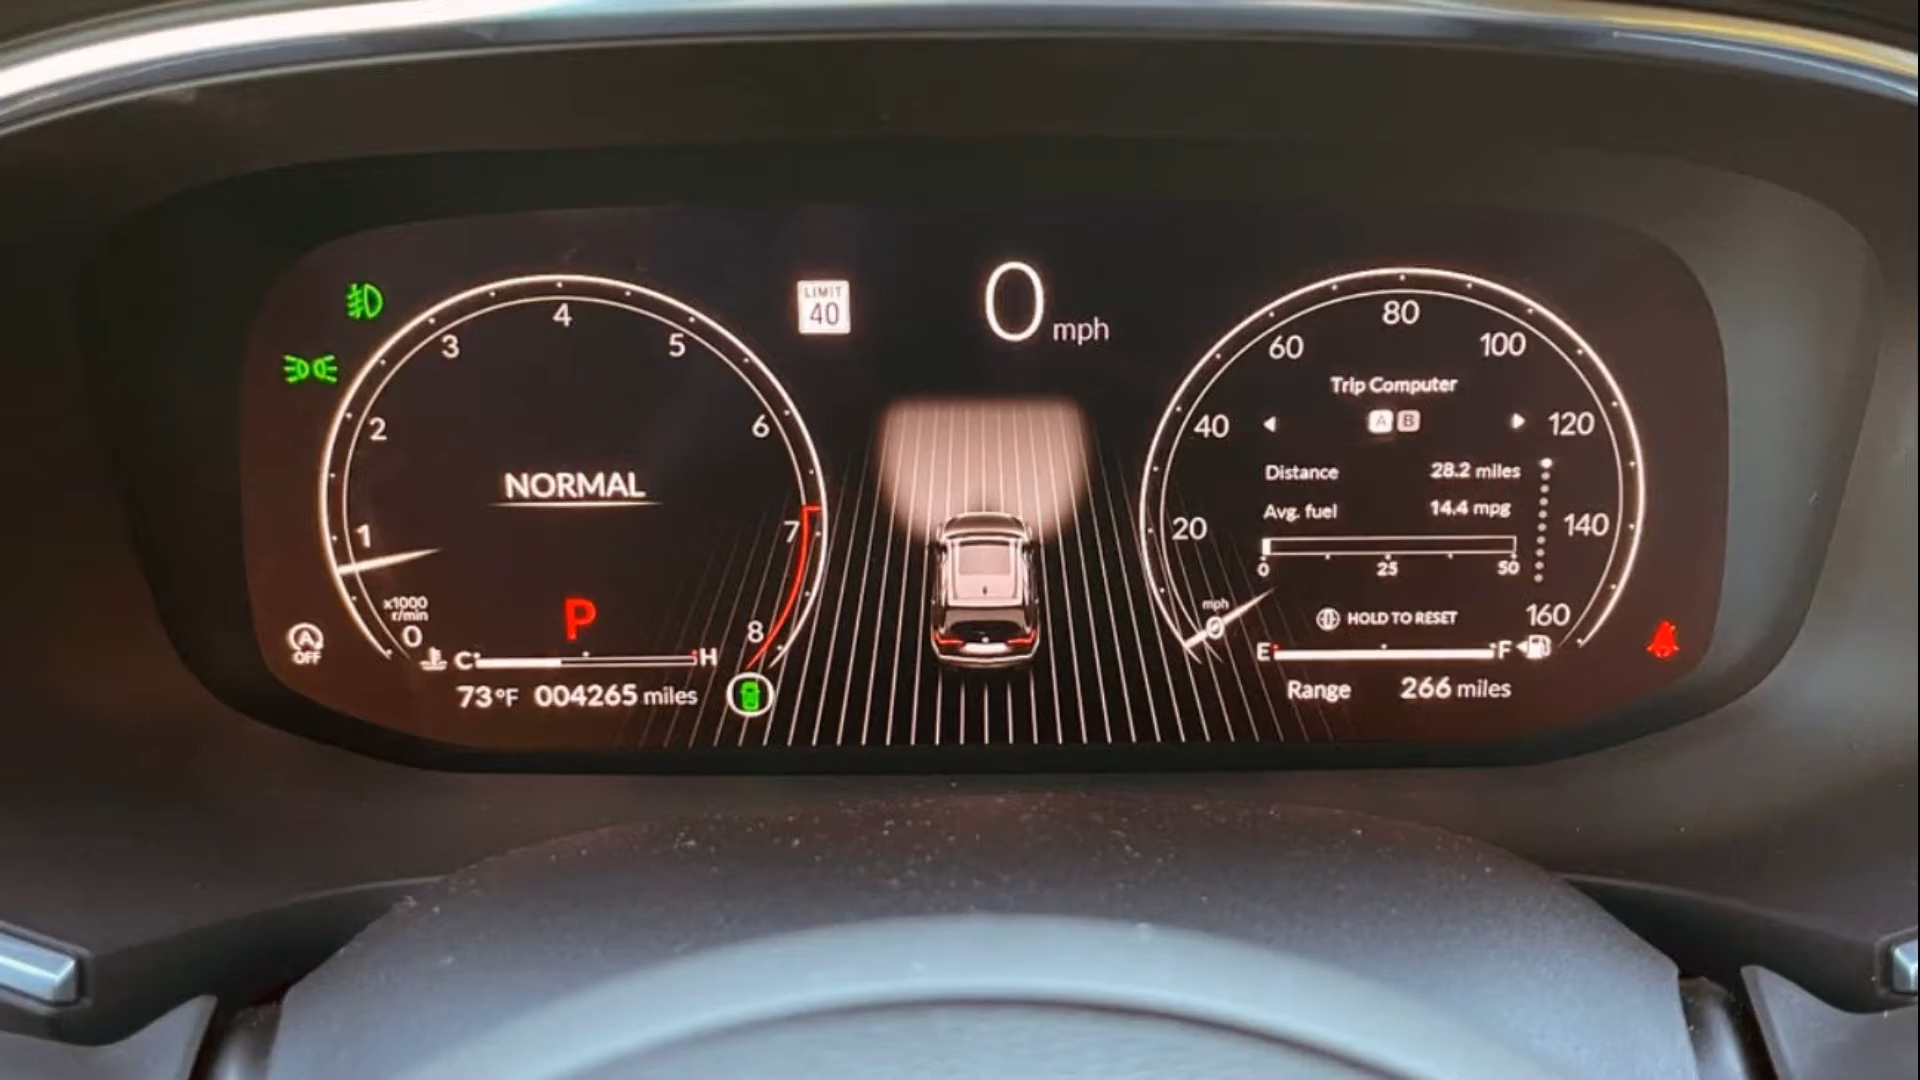 LIMIT
40
0 mph
4
3
5
2
6
NORMAL
1
7
x1000
r/min
0
P
8
A
OFF
C H
73°F 004265 miles
80
60
100
Trip Computer
40
A B
120
Distance 28.2 miles
Avg. fuel 14.4 mpg
20
140
0 25 50
mph
0
HOLD TO RESET
160
E F
Range 266 miles